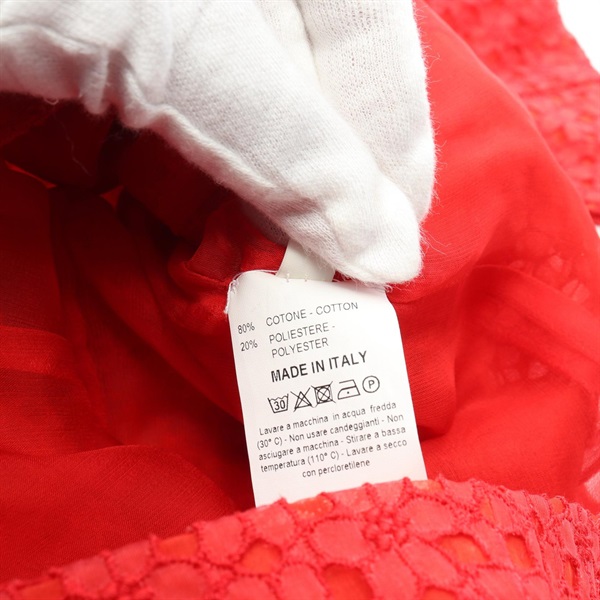 80% COTONE - COTTON
20% POLIESTERE -
POLYESTER
MADE IN ITALY
30 P
Lavare a macchina in acqua fredda
(30° C) - Non usare candeggianti - Non
asciugare a macchina - Stirare a bassa
temperatura (110° C) - Lavare a secco
con percloretilene